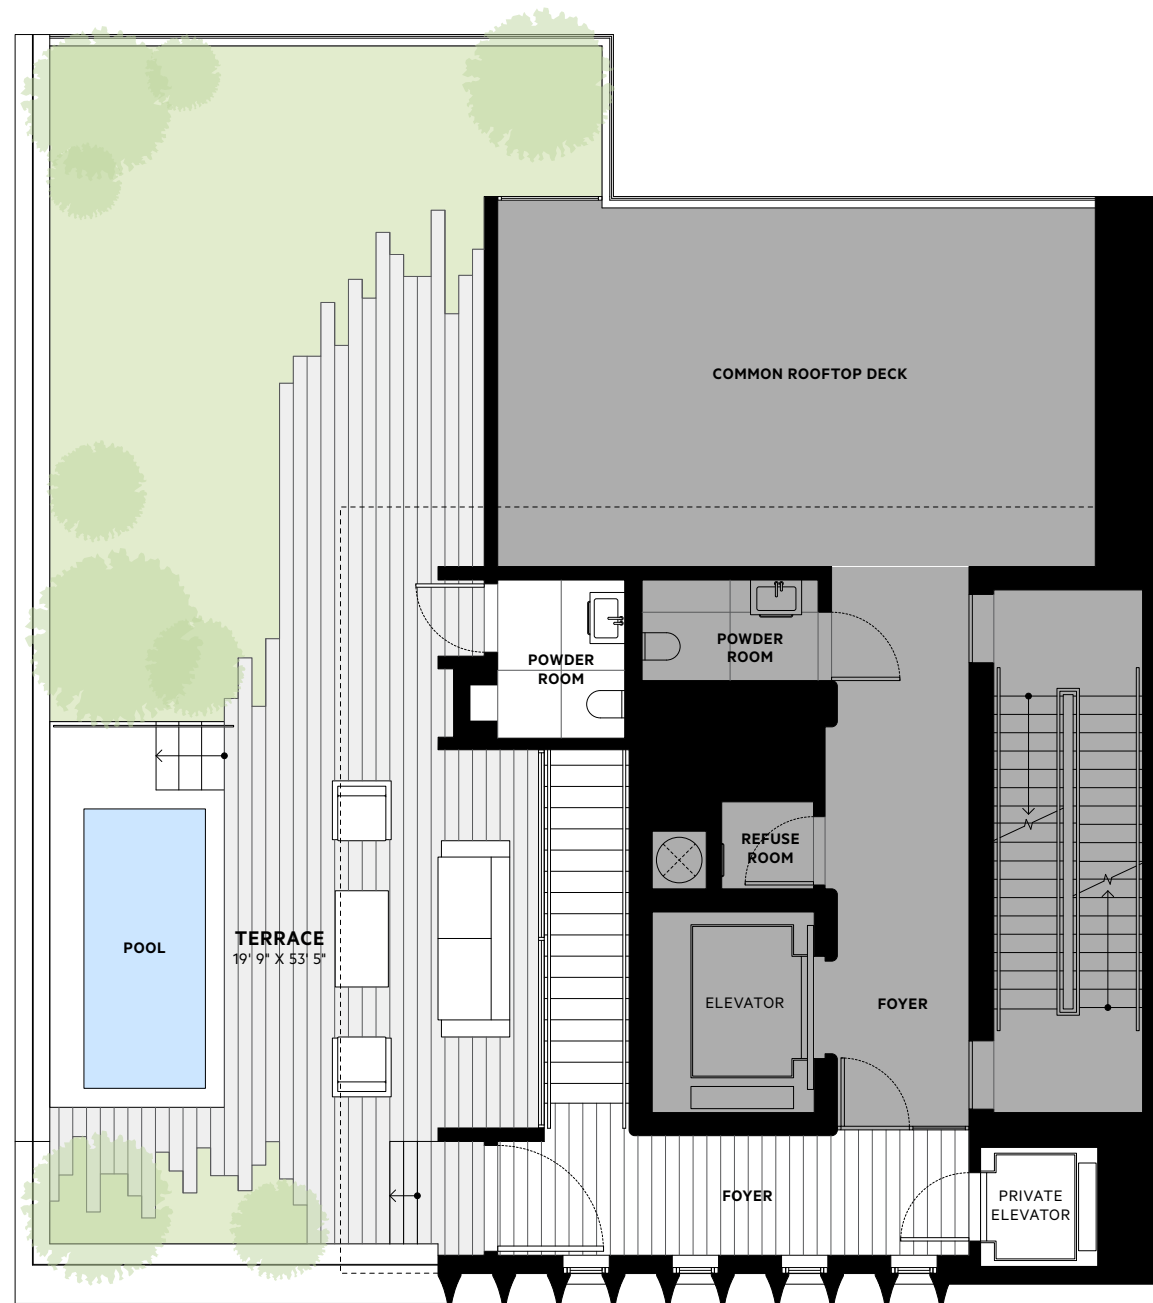 COMMON ROOFTOP DECK
POWDER
ROOM
POWDER
ROOM
REFUSE
ROOM
POOL
TERRACE
19' 9" X 53' 5"
ELEVATOR
FOYER
FOYER
PRIVATE
ELEVATOR